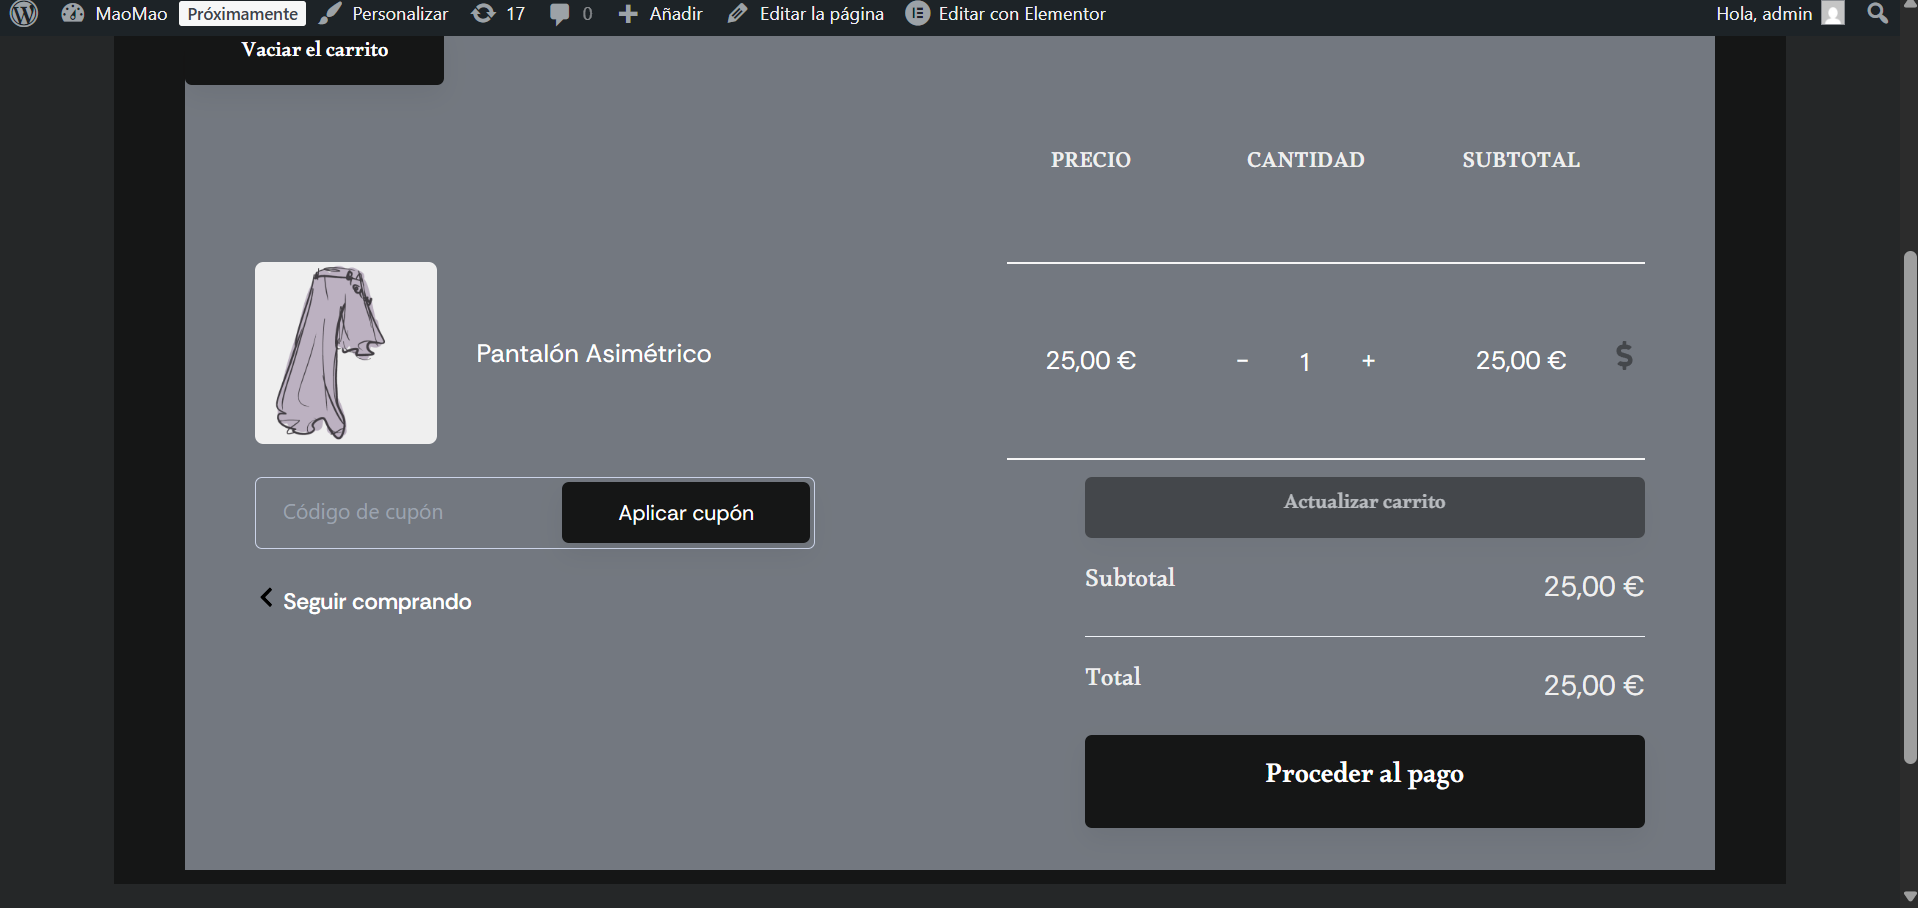 MaoMao Próximamente Personalizar 17 0 Añadir Editar la página Editar con Elementor Hola, admin
Vaciar el carrito
PRECIO CANTIDAD SUBTOTAL
Pantalón Asimétrico 25,00 € - 1 + 25,00 € $
Código de cupón Aplicar cupón
Actualizar carrito
Seguir comprando
Subtotal 25,00 €
Total 25,00 €
Proceder al pago